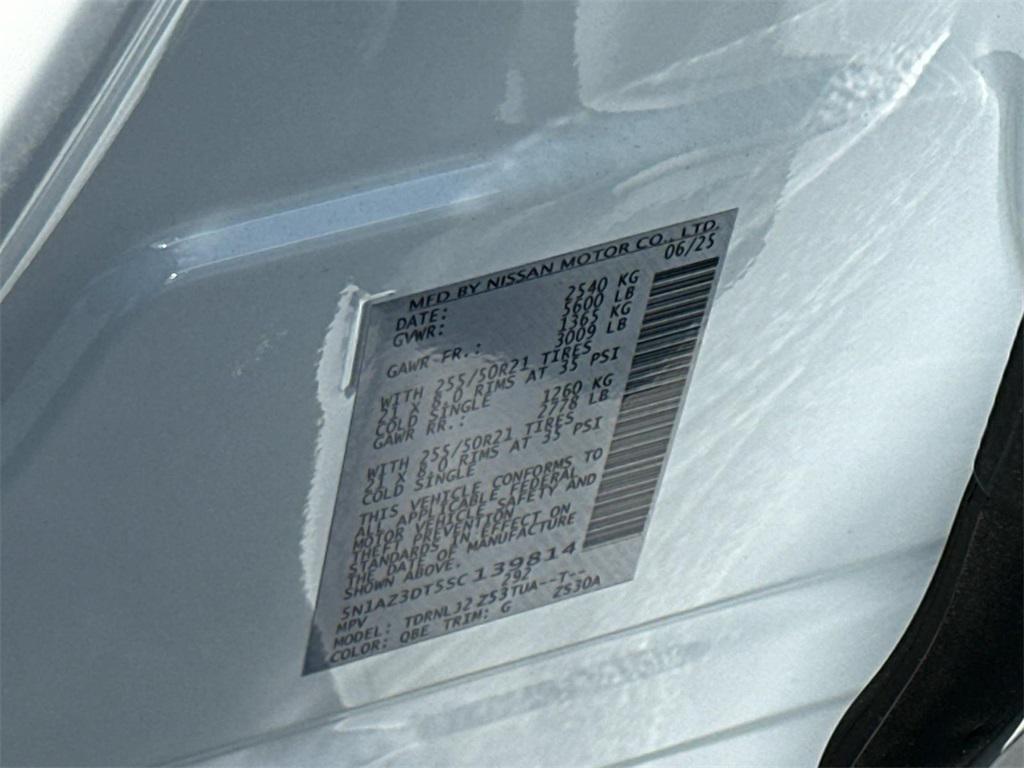 MFD BY NISSAN MOTOR CO., LTD.
DATE: 06/25
GVWR: 2540 KG
5600 LB
GAWR FR.: 1365 KG
3009 LB
WITH 255/50R21 TIRES
21 X 8.0 RIMS AT 35 PSI
COLD SINGLE
GAWR RR.: 1260 KG
2778 LB
WITH 255/50R21 TIRES
21 X 8.0 RIMS AT 35 PSI
COLD SINGLE
THIS VEHICLE CONFORMS TO
ALL APPLICABLE FEDERAL
MOTOR VEHICLE SAFETY AND
THEFT PREVENTION
STANDARDS IN EFFECT ON
THE DATE OF MANUFACTURE
SHOWN ABOVE.
5N1AZ3DT5SC139814
MPV 292
MODEL: TDRNLJ2Z53TUA--T--
COLOR: QBE TRIM: G Z530A